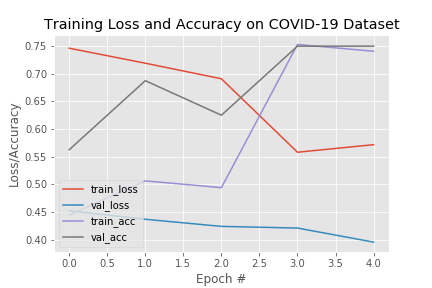 Training Loss and Accuracy on COVID-19 Dataset
0.75
0.70
0.65
0.60
0.55
0.50
0.45
0.40
Loss/Accuracy
train_loss
val_loss
train_acc
val_acc
0.0 0.5 1.0 1.5 2.0 2.5 3.0 3.5 4.0
Epoch #